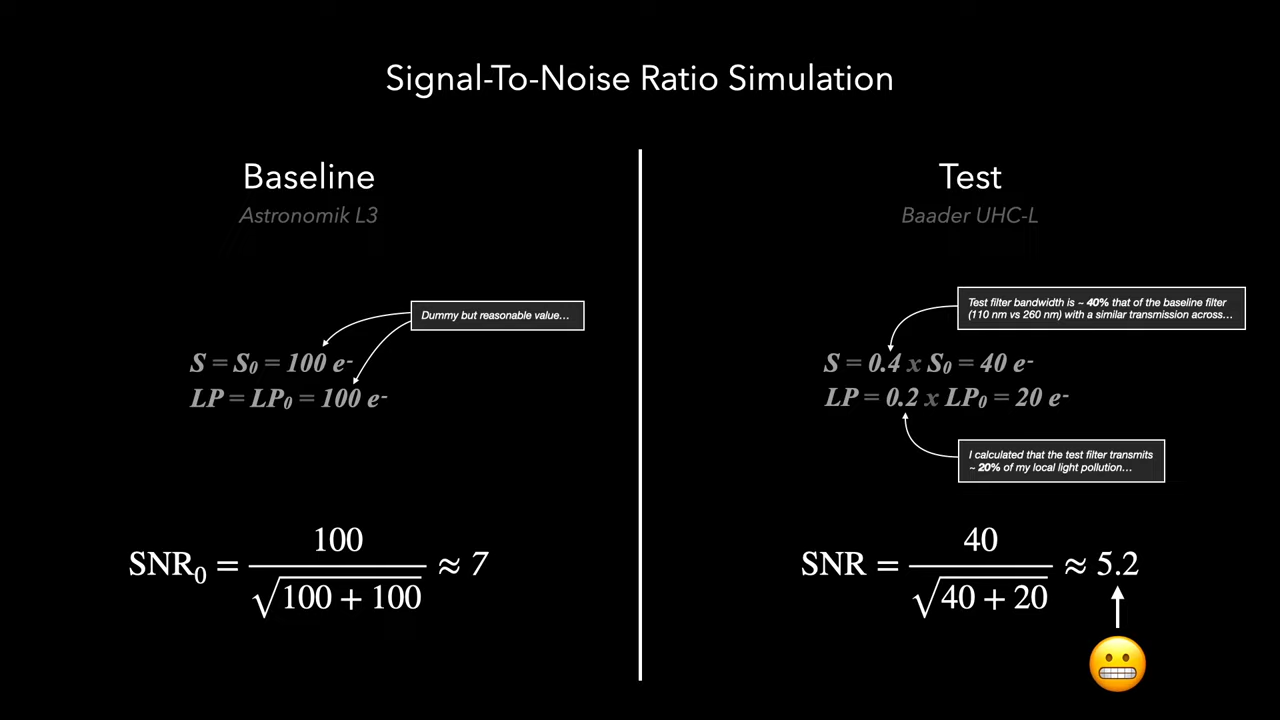 Signal-To-Noise Ratio Simulation
Baseline
Astronomik L3
Dummy but reasonable value…
S = S₀ = 100 e⁻
LP = LP₀ = 100 e⁻
SNR₀ = 100 / √(100 + 100) ≈ 7
Test
Baader UHC-L
Test filter bandwidth is ~ 40% that of the baseline filter
(110 nm vs 260 nm) with a similar transmission across…
S = 0.4 x S₀ = 40 e⁻
LP = 0.2 x LP₀ = 20 e⁻
I calculated that the test filter transmits
~ 20% of my local light pollution…
SNR = 40 / √(40 + 20) ≈ 5.2